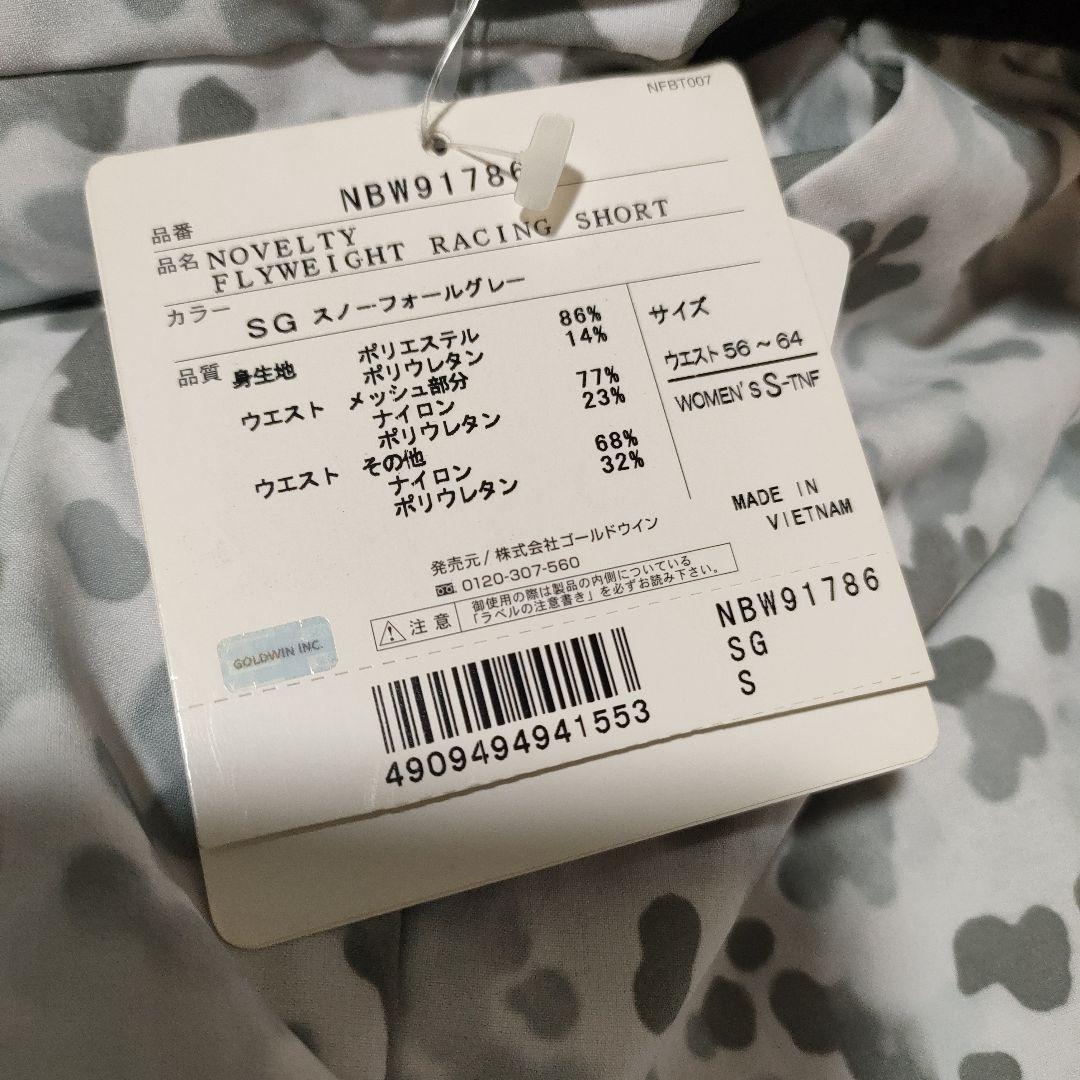 NFBT007
品番 NBW91786
品名 NOVELTY
FLYWEIGHT RACING SHORT
カラー SG スノーフォールグレー
品質 身生地 ポリエステル 86%
ポリウレタン 14%
ウエスト メッシュ部分
ナイロン 77%
ポリウレタン 23%
ウエスト その他
ナイロン 68%
ポリウレタン 32%
サイズ
ウエスト 56～64
WOMEN'S S-TNF
MADE IN
VIETNAM
発売元/株式会社ゴールドウイン
0120-307-560
注意
御使用の際は製品の内側についている
「ラベルの注意書き」を必ずお読み下さい。
GOLDWIN INC.
4909494941553
NBW91786
SG
S